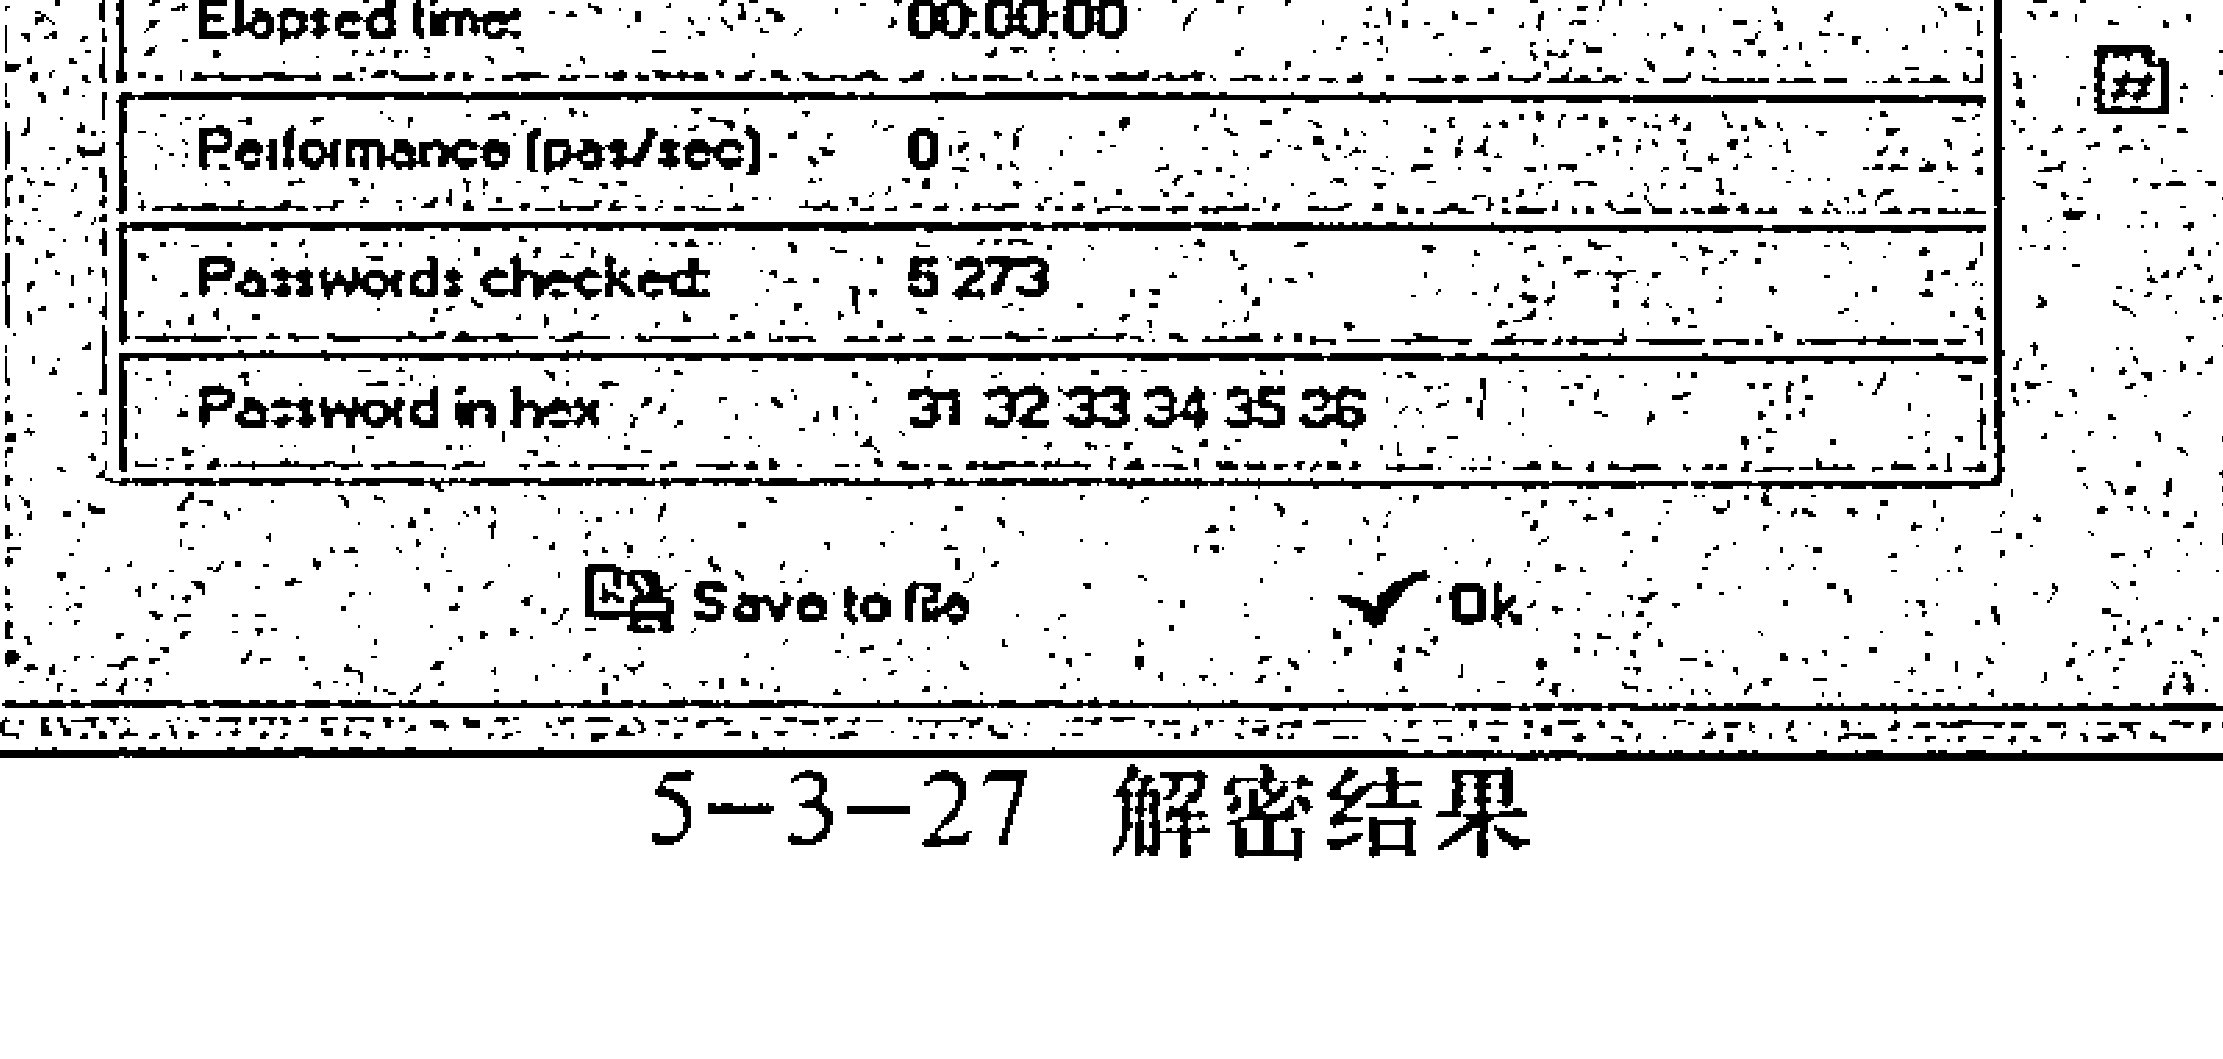 Elapsed time: 00:00:00
Performance (pas/sec) 0
Passwords checked: 5 273
Password in hex 31 32 33 34 35 36
Save to file Ok
5-3-27 解密结果